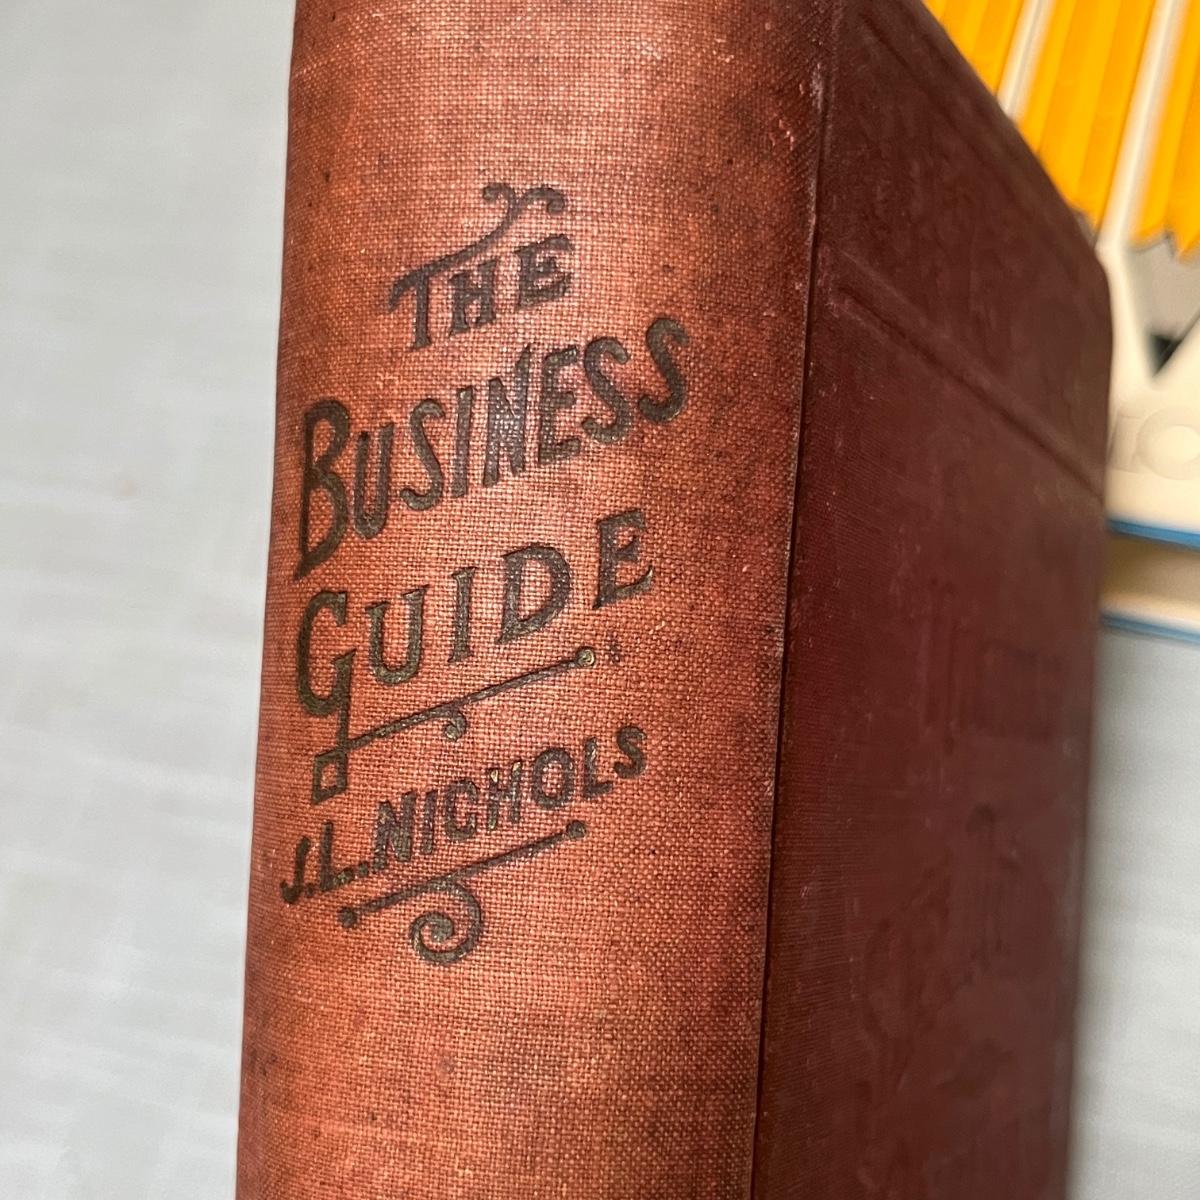 THE
BUSINESS
GUIDE
J.L. NICHOLS